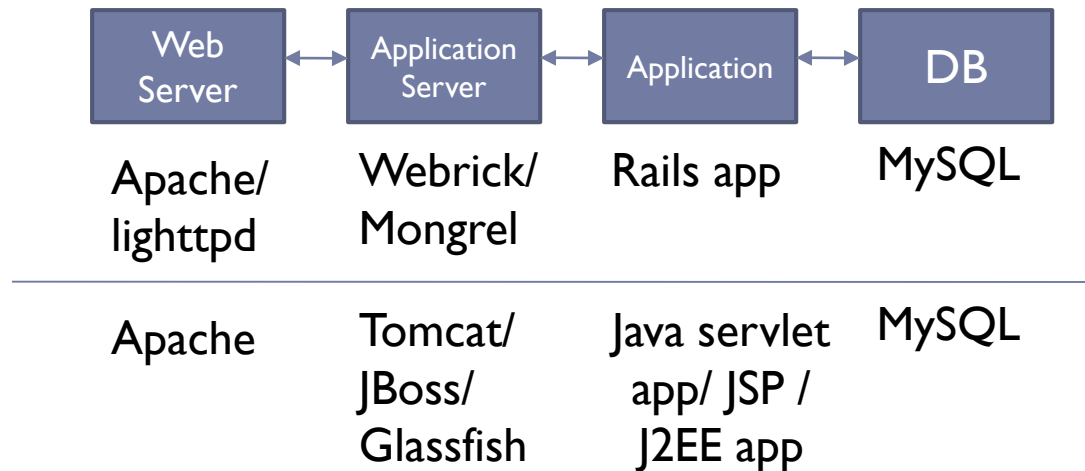 Web
Server
Application
Server
Application
DB
Apache/
lighttpd
Webrick/
Mongrel
Rails app
MySQL
Apache
Tomcat/
JBoss/
Glassfish
Java servlet
app/ JSP /
J2EE app
MySQL